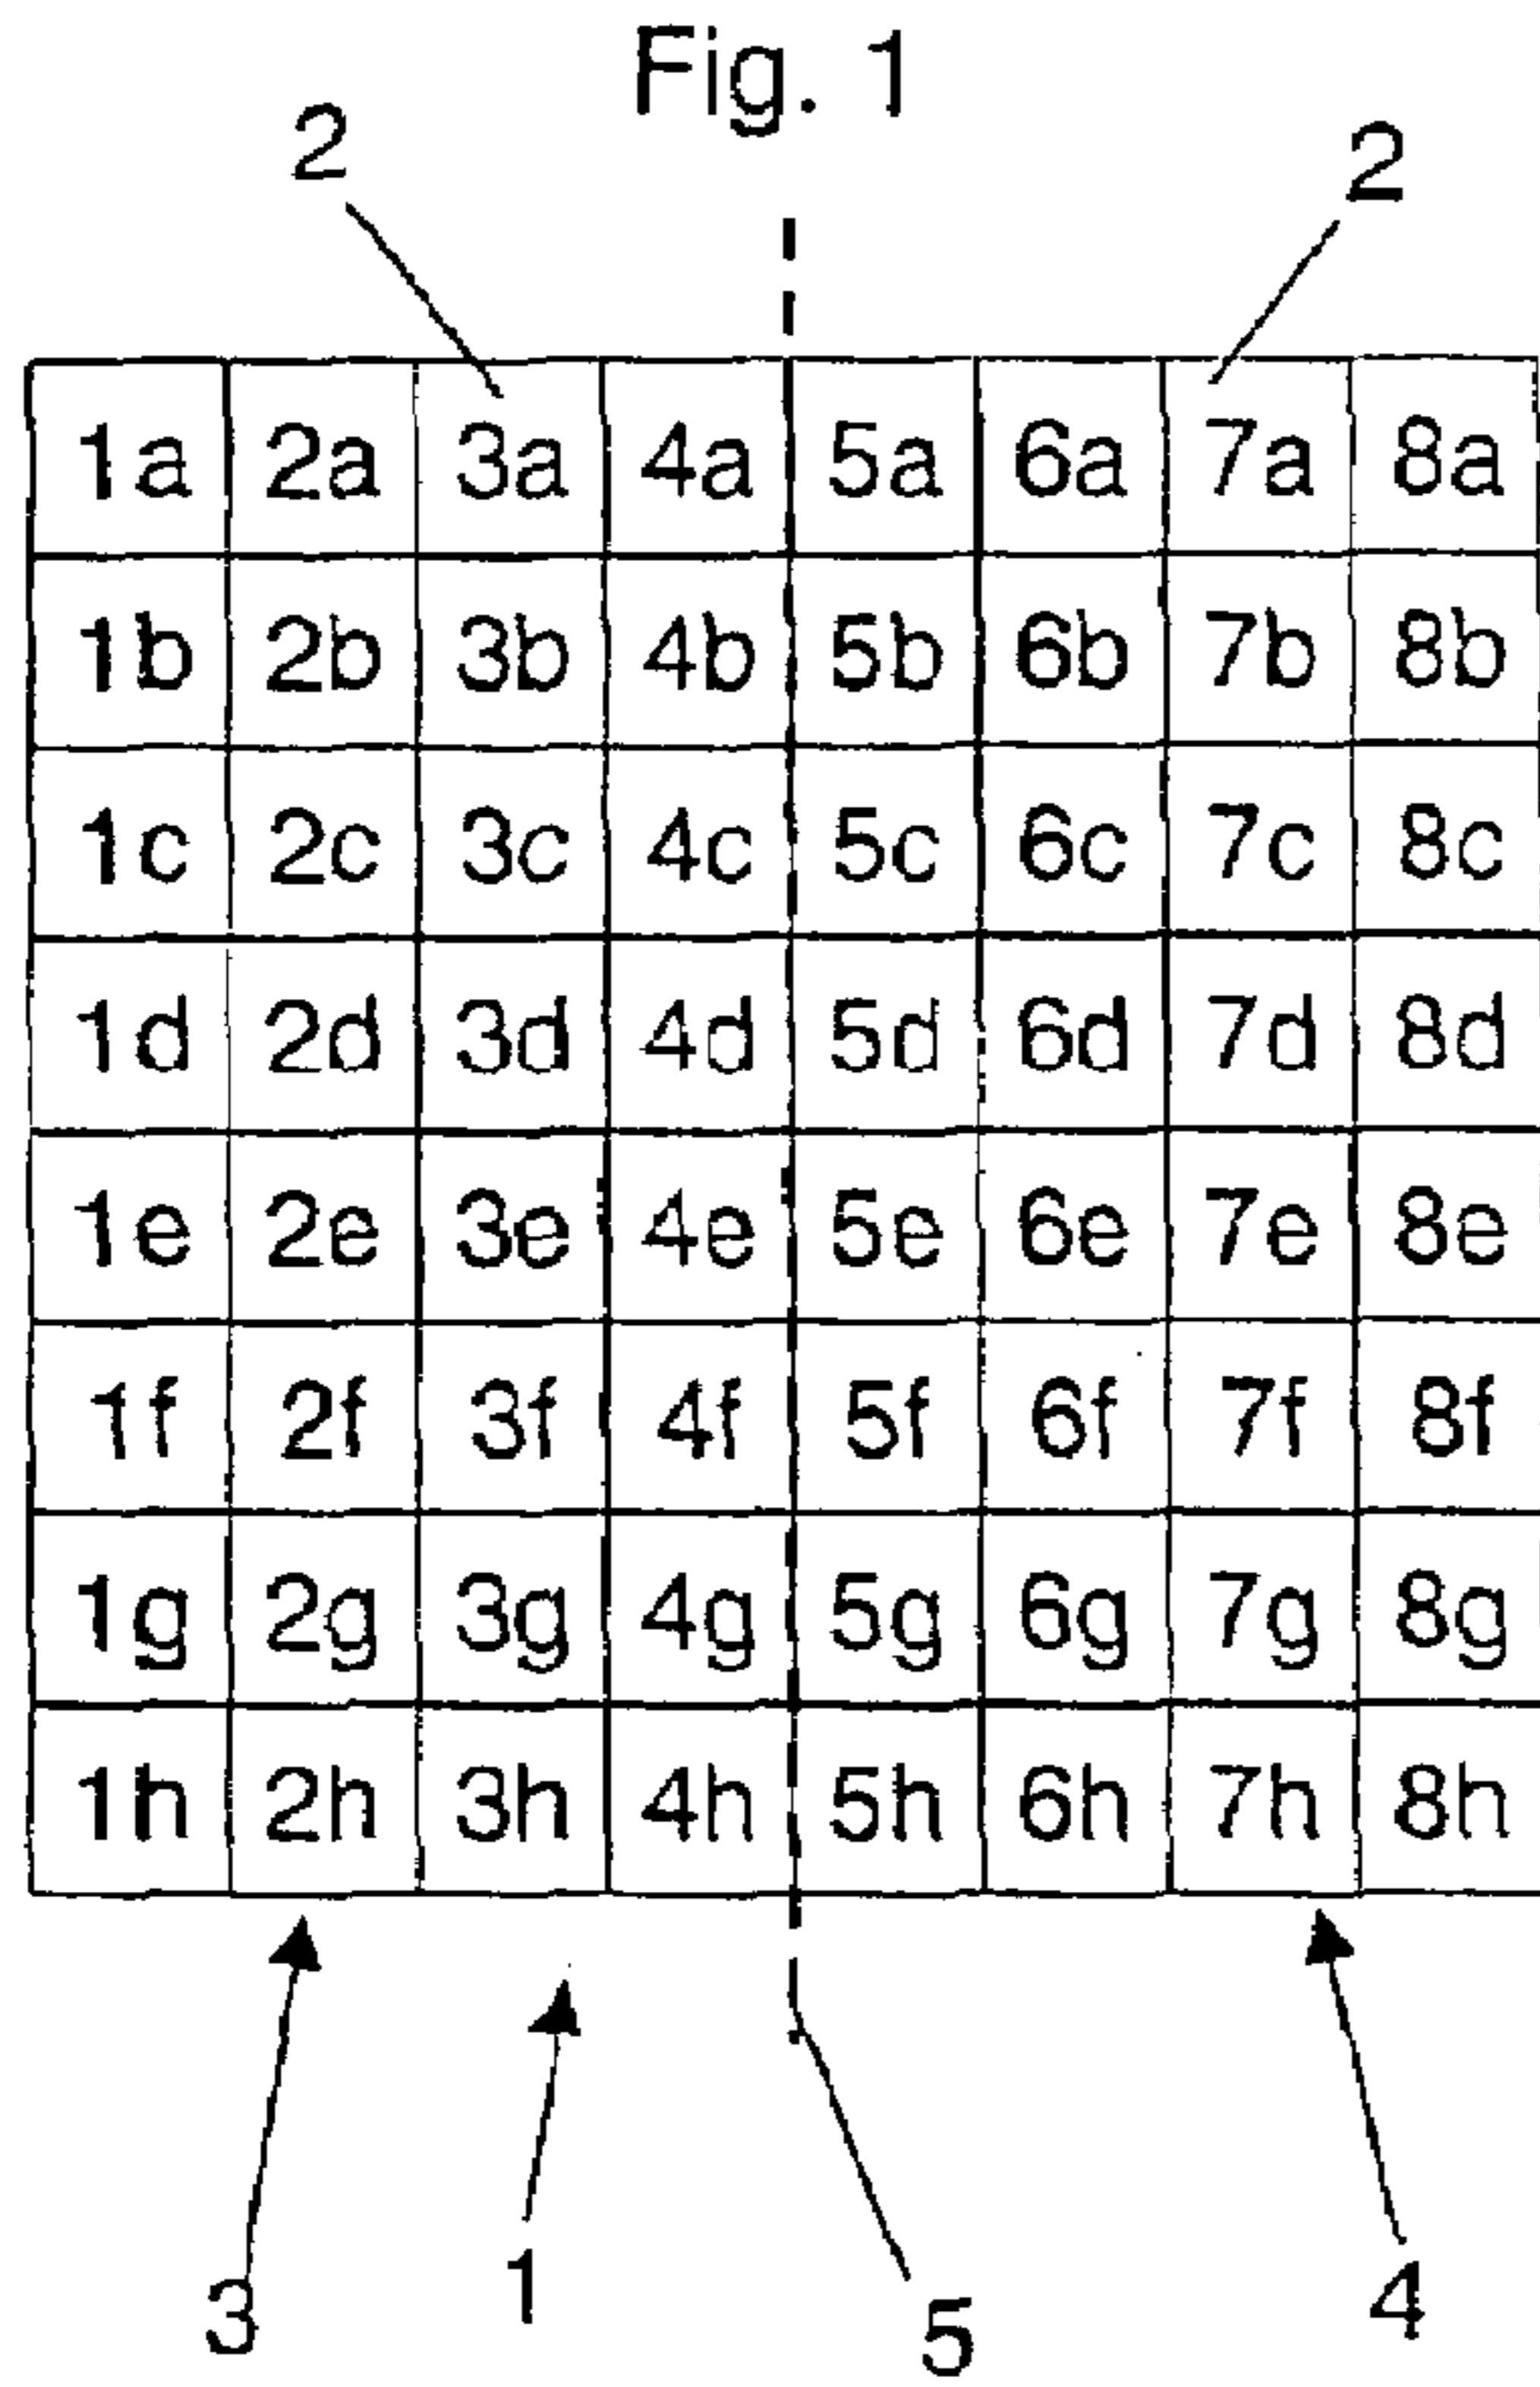 Fig. 1
2 2
1a 2a 3a 4a 5a 6a 7a 8a
1b 2b 3b 4b 5b 6b 7b 8b
1c 2c 3c 4c 5c 6c 7c 8c
1d 2d 3d 4d 5d 6d 7d 8d
1e 2e 3e 4e 5e 6e 7e 8e
1f 2f 3f 4f 5f 6f 7f 8f
1g 2g 3g 4g 5g 6g 7g 8g
1h 2h 3h 4h 5h 6h 7h 8h
3 1 5 4